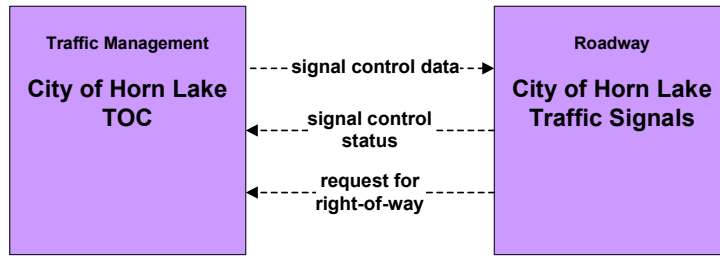 Traffic Management
City of Horn Lake
TOC
signal control data
signal control
status
request for
right-of-way
Roadway
City of Horn Lake
Traffic Signals